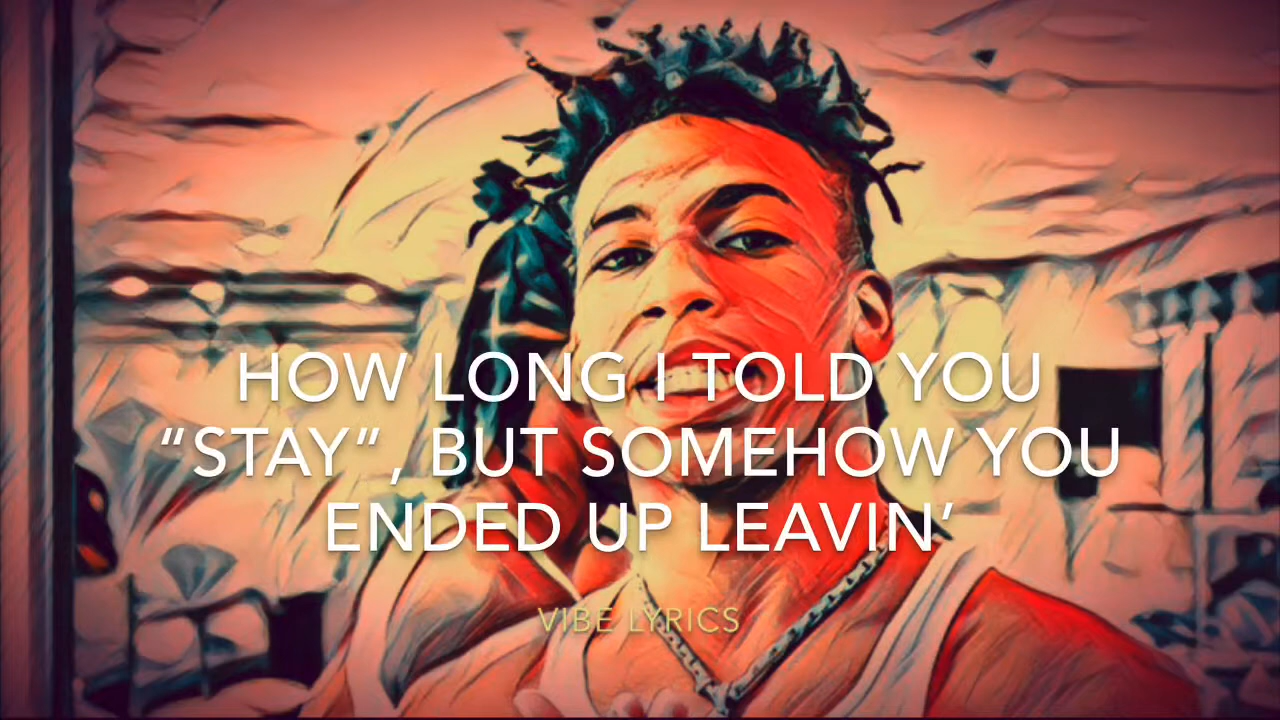 HOW LONG I TOLD YOU
“STAY”, BUT SOMEHOW YOU
ENDED UP LEAVIN’
VIBE LYRICS